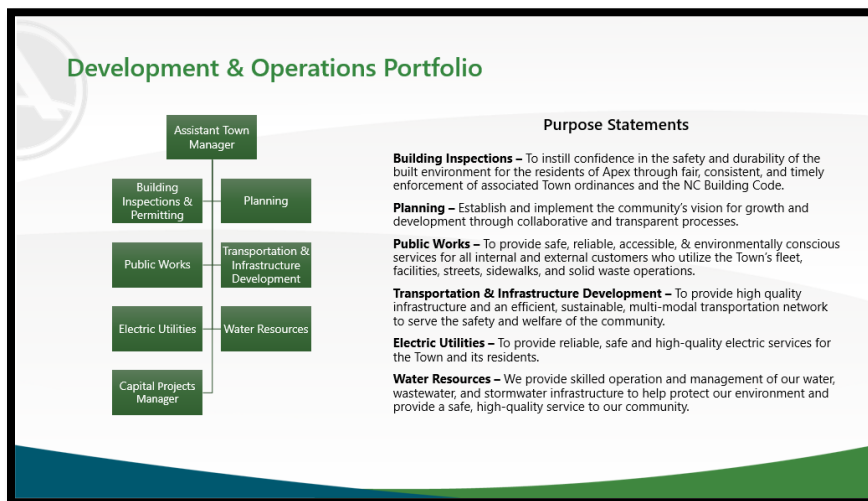 Development & Operations Portfolio
Assistant Town
Manager
Building
Inspections &
Permitting
Planning
Public Works
Transportation &
Infrastructure
Development
Electric Utilities
Water Resources
Capital Projects
Manager
Purpose Statements
Building Inspections – To instill confidence in the safety and durability of the
built environment for the residents of Apex through fair, consistent, and timely
enforcement of associated Town ordinances and the NC Building Code.
Planning – Establish and implement the community’s vision for growth and
development through collaborative and transparent processes.
Public Works – To provide safe, reliable, accessible, & environmentally conscious
services for all internal and external customers who utilize the Town’s fleet,
facilities, streets, sidewalks, and solid waste operations.
Transportation & Infrastructure Development – To provide high quality
infrastructure and an efficient, sustainable, multi-modal transportation network
to serve the safety and welfare of the community.
Electric Utilities – To provide reliable, safe and high-quality electric services for
the Town and its residents.
Water Resources – We provide skilled operation and management of our water,
wastewater, and stormwater infrastructure to help protect our environment and
provide a safe, high-quality service to our community.